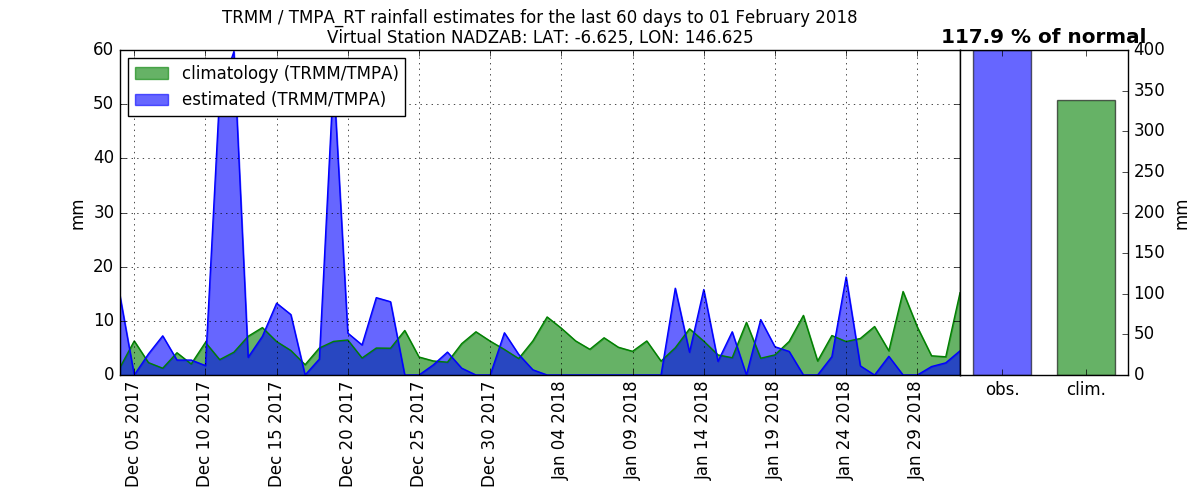 TRMM / TMPA_RT rainfall estimates for the last 60 days to 01 February 2018
Virtual Station NADZAB: LAT: -6.625, LON: 146.625
117.9 % of normal
climatology (TRMM/TMPA)
estimated (TRMM/TMPA)
60
50
40
30
20
10
0
mm
400
350
300
250
200
150
100
50
0
mm
Dec 05 2017
Dec 10 2017
Dec 15 2017
Dec 20 2017
Dec 25 2017
Dec 30 2017
Jan 04 2018
Jan 09 2018
Jan 14 2018
Jan 19 2018
Jan 24 2018
Jan 29 2018
obs.
clim.